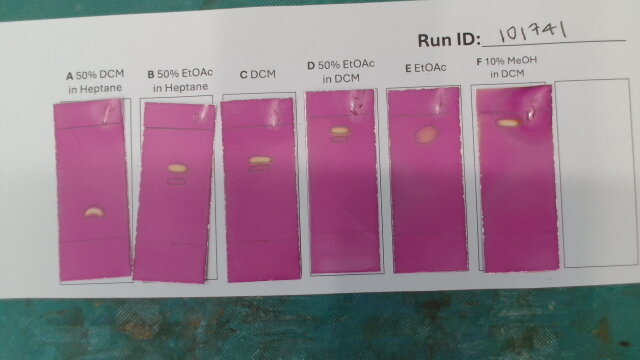 Run ID: 101741
A 50% DCM
in Heptane
B 50% EtOAc
in Heptane
C DCM
D 50% EtOAc
in DCM
E EtOAc
F 10% MeOH
in DCM